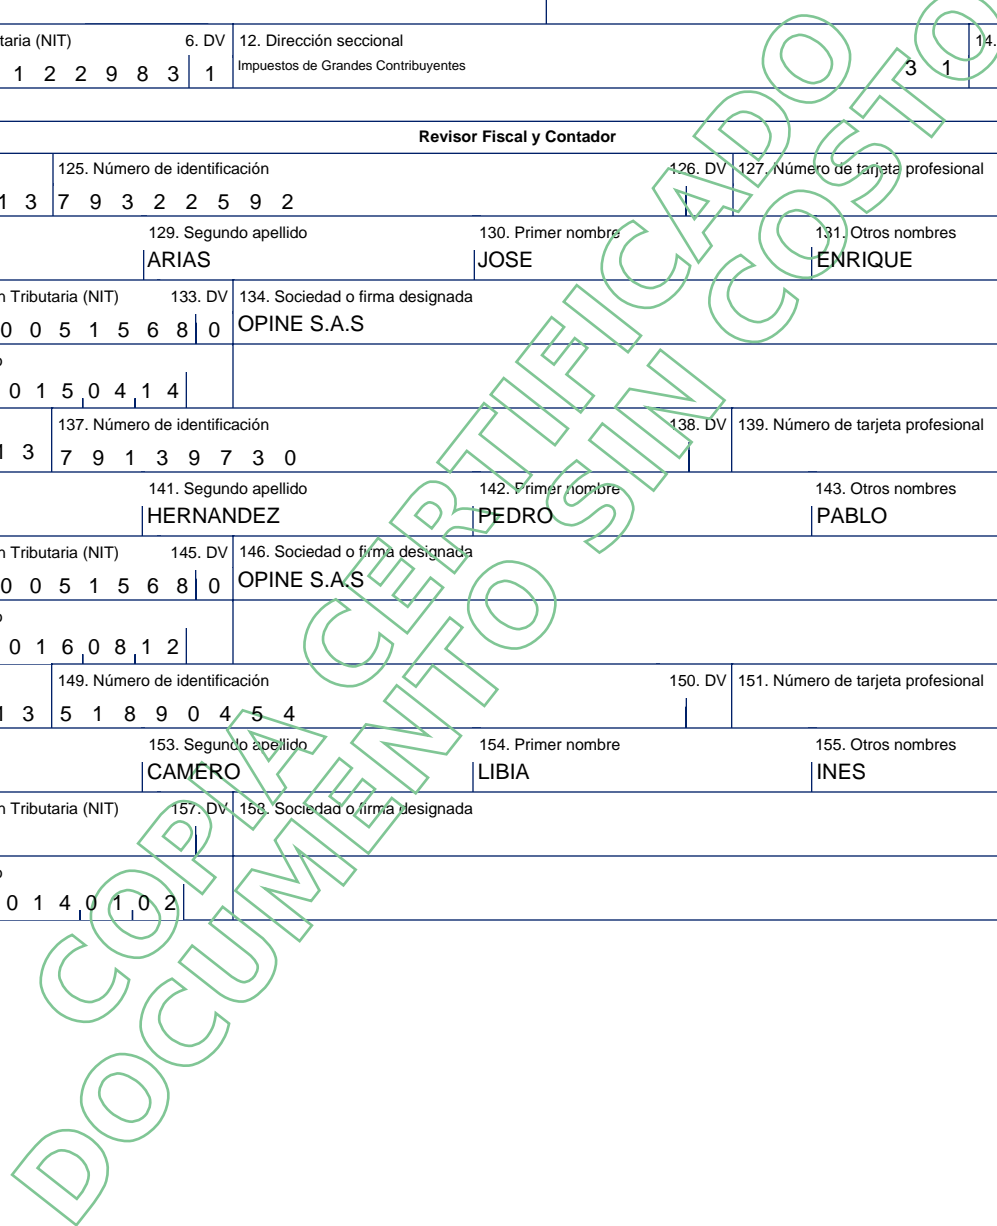 taria (NIT) 6. DV 12. Dirección seccional 14.
1 2 2 9 8 3 1 Impuestos de Grandes Contribuyentes 3 1
Revisor Fiscal y Contador
125. Número de identificación 126. DV 127. Número de tarjeta profesional
1 3 7 9 3 2 2 5 9 2
129. Segundo apellido 130. Primer nombre 131. Otros nombres
ARIAS JOSE ENRIQUE
n Tributaria (NIT) 133. DV 134. Sociedad o firma designada
0 0 5 1 5 6 8 0 OPINE S.A.S
o
0 1 5 0 4 1 4
137. Número de identificación 138. DV 139. Número de tarjeta profesional
1 3 7 9 1 3 9 7 3 0
141. Segundo apellido 142. Primer nombre 143. Otros nombres
HERNANDEZ PEDRO PABLO
n Tributaria (NIT) 145. DV 146. Sociedad o firma designada
0 0 5 1 5 6 8 0 OPINE S.A.S
o
0 1 6 0 8 1 2
149. Número de identificación 150. DV 151. Número de tarjeta profesional
1 3 5 1 8 9 0 4 5 4
153. Segundo apellido 154. Primer nombre 155. Otros nombres
CAMERO LIBIA INES
n Tributaria (NIT) 157. DV 158. Sociedad o firma designada
o
0 1 4 0 1 0 2
COPIA CERTIFICADO
DOCUMENTO SIN COSTO